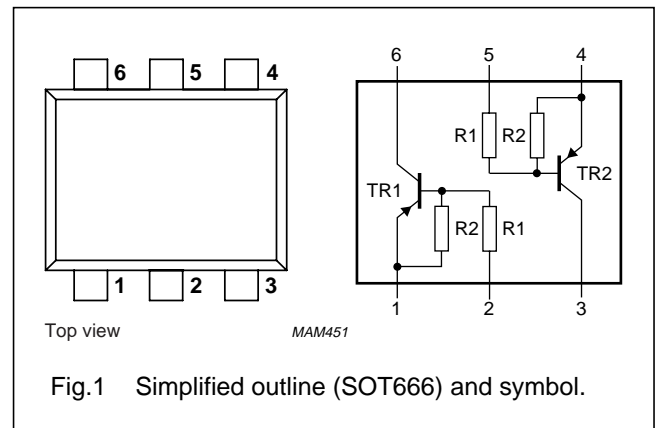 6 5 4
1 2 3
Top view
MAM451
6 5 4
R1 R2
TR2
TR1
R2 R1
1 2 3
Fig.1 Simplified outline (SOT666) and symbol.